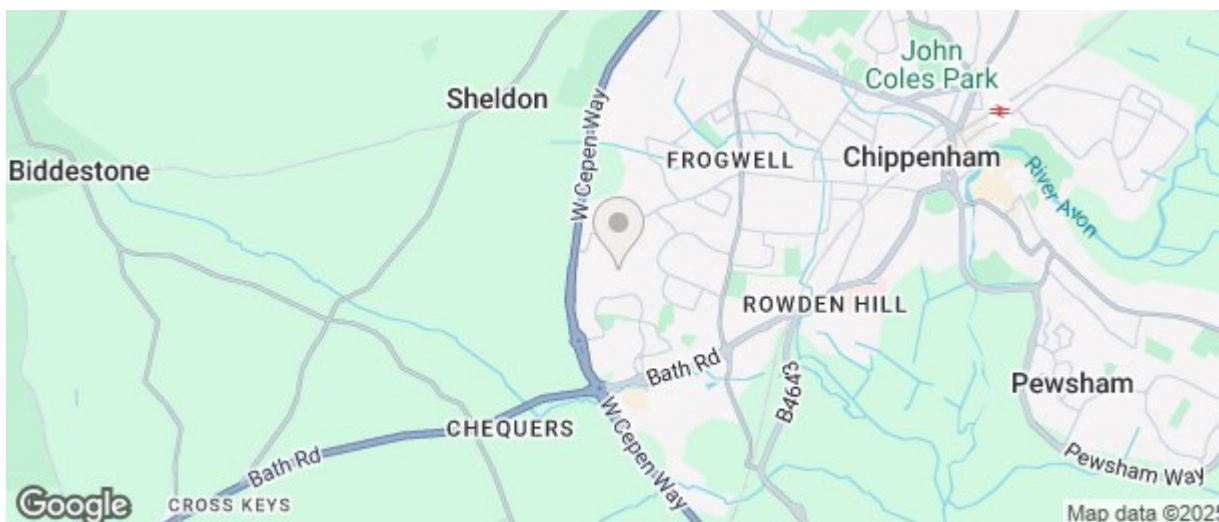 John
Coles Park
Sheldon
W Cepen Way
FROGWELL
Chippenham
Biddestone
River Avon
ROWDEN HILL
Bath Rd
B4643
Pewsham
CHEQUERS
W Cepen Way
Bath Rd
Pewsham Way
CROSS KEYS
Google
Map data ©2025